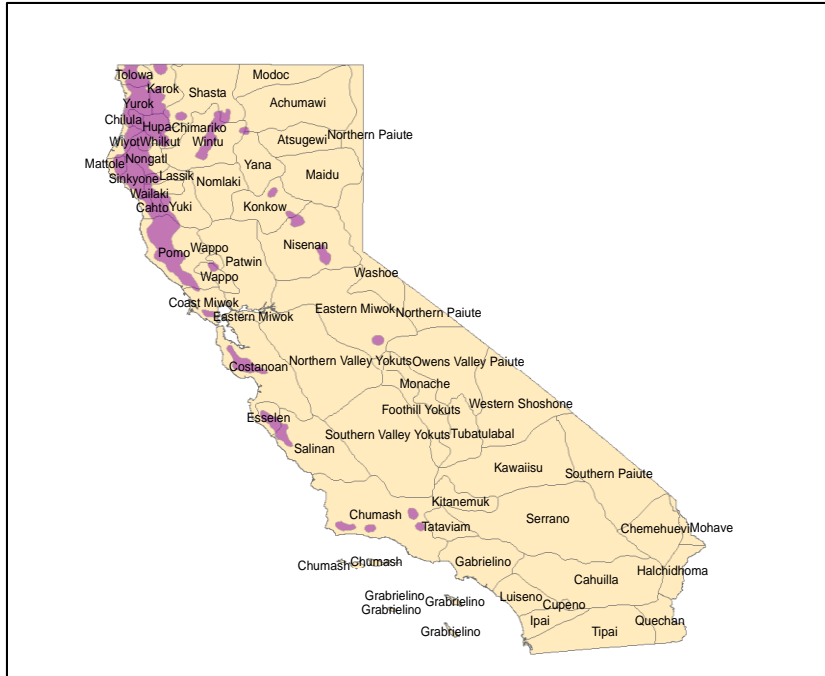 Tolowa
Modoc
Karok
Shasta
Achumawi
Yurok
Chilula
Hupa
Chimariko
Northern Paiute
Wiyot
Whilkut
Wintu
Atsugewi
Mattole
Nongatl
Yana
Sinkyone
Lassik
Nomlaki
Maidu
Wailaki
Cahto
Yuki
Konkow
Pomo
Wappo
Nisenan
Patwin
Wappo
Washoe
Coast Miwok
Eastern Miwok
Eastern Miwok
Northern Paiute
Costanoan
Northern Valley Yokuts
Owens Valley Paiute
Monache
Esselen
Foothill Yokuts
Western Shoshone
Salinan
Southern Valley Yokuts
Tubatulabal
Kawaiisu
Southern Paiute
Kitanemuk
Chumash
Tataviam
Serrano
Chemehuevi
Mohave
Chumash
Chumash
Gabrielino
Cahuilla
Halchidhoma
Grabrielino
Grabrielino
Grabrielino
Luiseno
Cupeno
Ipai
Quechan
Grabrielino
Tipai